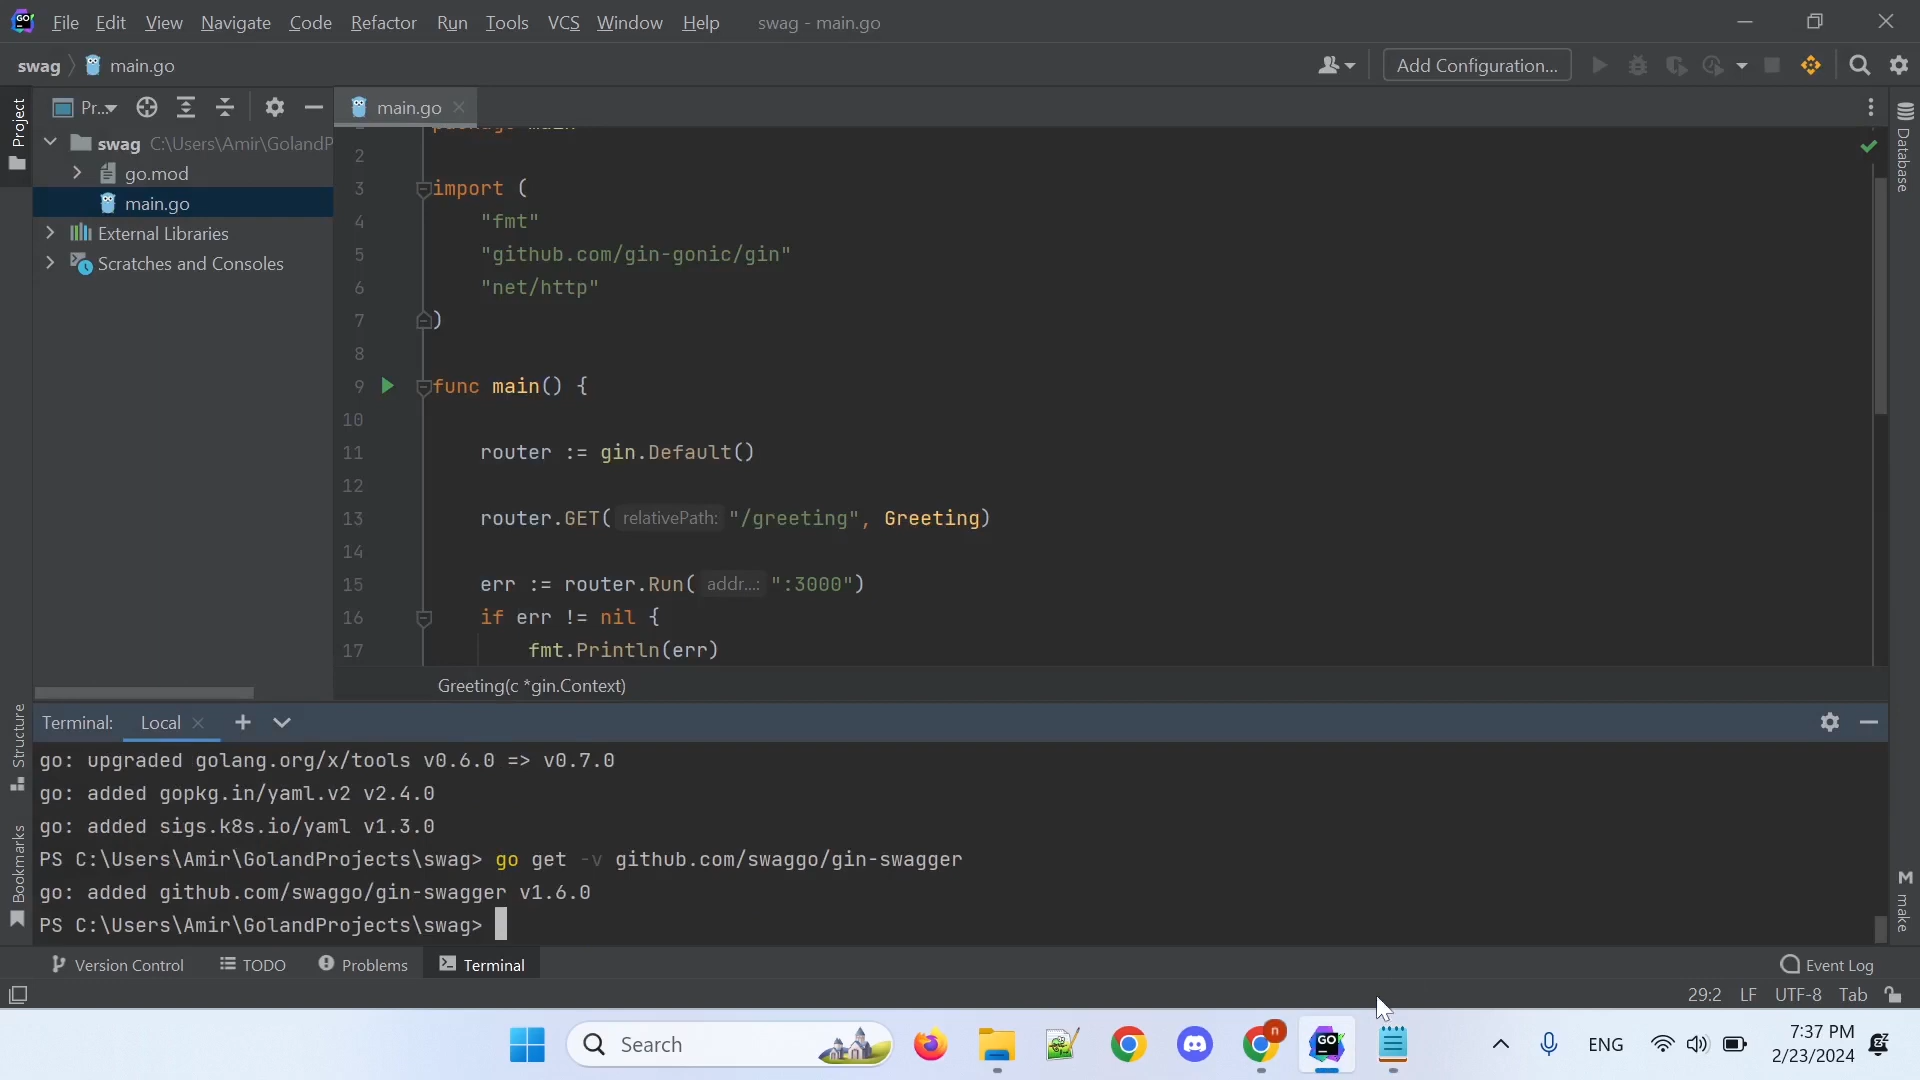 File Edit View Navigate Code Refactor Run Tools VCS Window Help swag - main.go
swag main.go Add Configuration...
Project Pr... main.go
swag C:\Users\Amir\GolandP
go.mod
main.go
External Libraries
Scratches and Consoles
2
3 import (
4 "fmt"
5 "github.com/gin-gonic/gin"
6 "net/http"
7 )
8
9 func main() {
10
11 router := gin.Default()
12
13 router.GET( relativePath: "/greeting", Greeting)
14
15 err := router.Run( addr...: ":3000")
16 if err != nil {
17 fmt.Println(err)
Greeting(c *gin.Context)
Database
Structure
Bookmarks
make
Terminal: Local
go: upgraded golang.org/x/tools v0.6.0 => v0.7.0
go: added gopkg.in/yaml.v2 v2.4.0
go: added sigs.k8s.io/yaml v1.3.0
PS C:\Users\Amir\GolandProjects\swag> go get -v github.com/swaggo/gin-swagger
go: added github.com/swaggo/gin-swagger v1.6.0
PS C:\Users\Amir\GolandProjects\swag>
Version Control TODO Problems Terminal Event Log
29:2 LF UTF-8 Tab
Search ENG 7:37 PM
2/23/2024